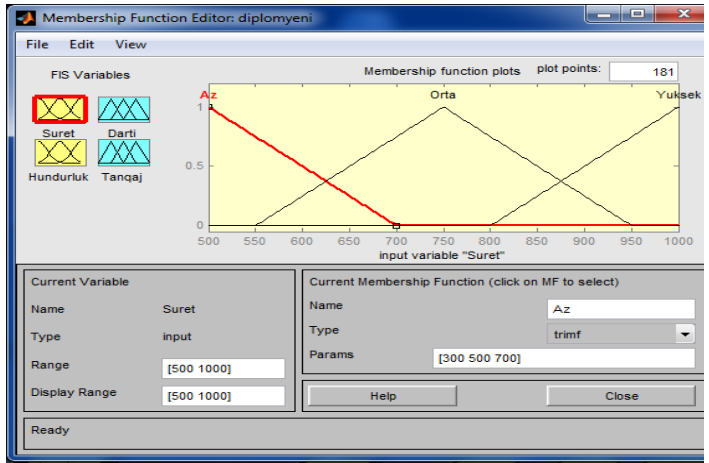 Membership Function Editor: diplomyeni
File Edit View
FIS Variables
Suret Darti
Hundurluk Tanqaj
Membership function plots plot points: 181
Az Orta Yuksek
1
0.5
0
500 550 600 650 700 750 800 850 900 950 1000
input variable "Suret"
Current Variable
Name Suret
Type input
Range [500 1000]
Display Range [500 1000]
Current Membership Function (click on MF to select)
Name Az
Type trimf
Params [300 500 700]
Help Close
Ready